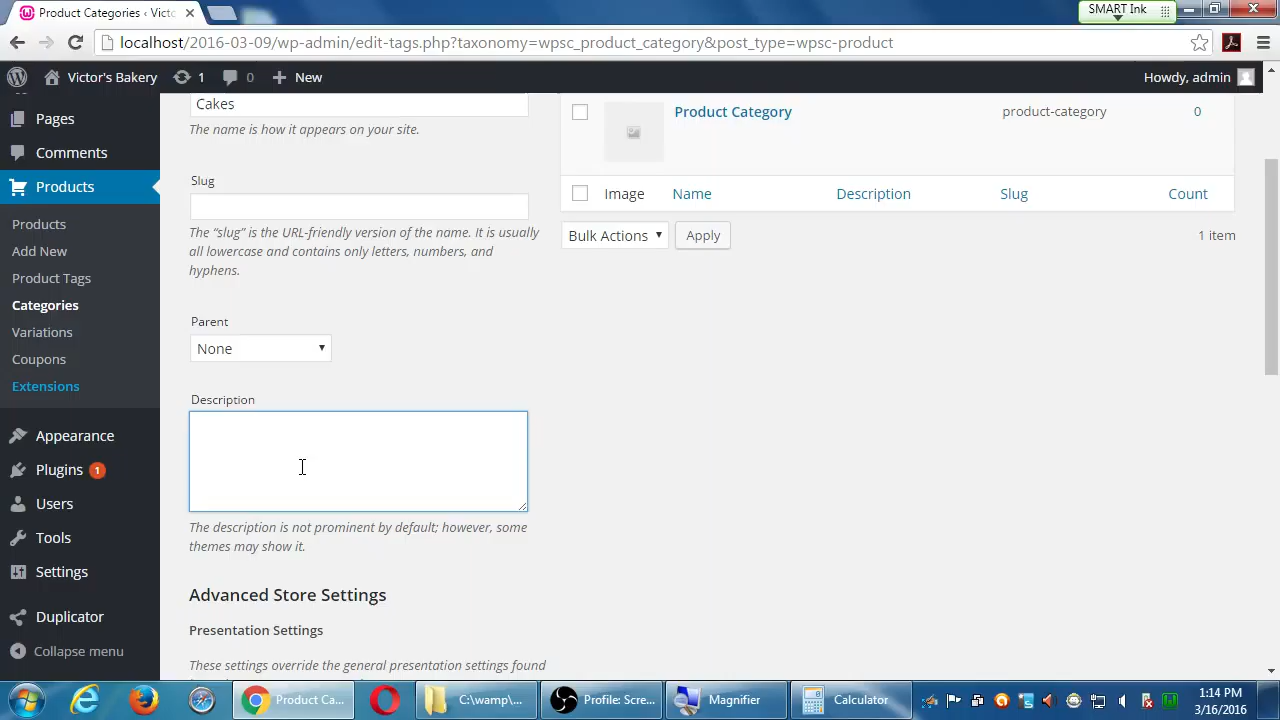 Product Categories ‹ Victo
SMART Ink
localhost/2016-03-09/wp-admin/edit-tags.php?taxonomy=wpsc_product_category&post_type=wpsc-product
Victor's Bakery
1
0
New
Howdy, admin
Pages
Comments
Products
Products
Add New
Product Tags
Categories
Variations
Coupons
Extensions
Appearance
Plugins 1
Users
Tools
Settings
Duplicator
Collapse menu
Cakes
The name is how it appears on your site.
Slug
The “slug” is the URL-friendly version of the name. It is usually
all lowercase and contains only letters, numbers, and
hyphens.
Parent
None
Description
The description is not prominent by default; however, some
themes may show it.
Advanced Store Settings
Presentation Settings
These settings override the general presentation settings found
Product Category product-category 0
Image Name Description Slug Count
Bulk Actions Apply 1 item
Product Ca...
C:\wamp\...
Profile: Scre...
Magnifier
Calculator
1:14 PM
3/16/2016